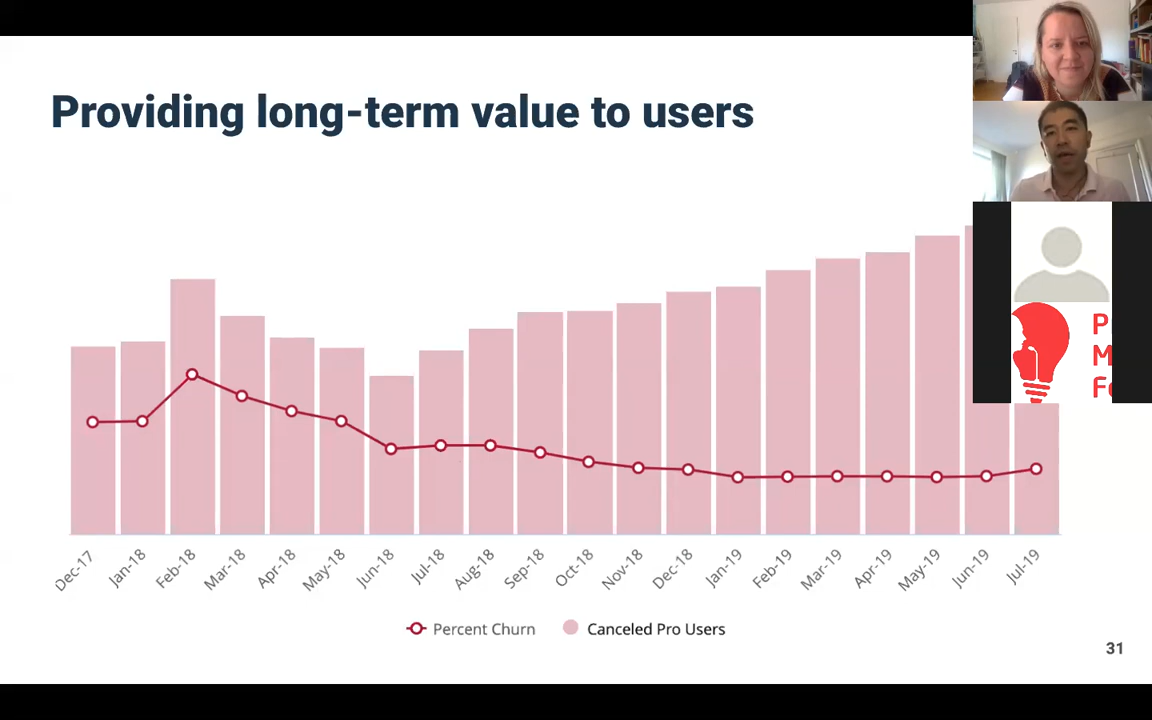 Providing long-term value to users
P
M
Fe
Dec-17
Jan-18
Feb-18
Mar-18
Apr-18
May-18
Jun-18
Jul-18
Aug-18
Sep-18
Oct-18
Nov-18
Dec-18
Jan-19
Feb-19
Mar-19
Apr-19
May-19
Jun-19
Jul-19
Percent Churn
Canceled Pro Users
31